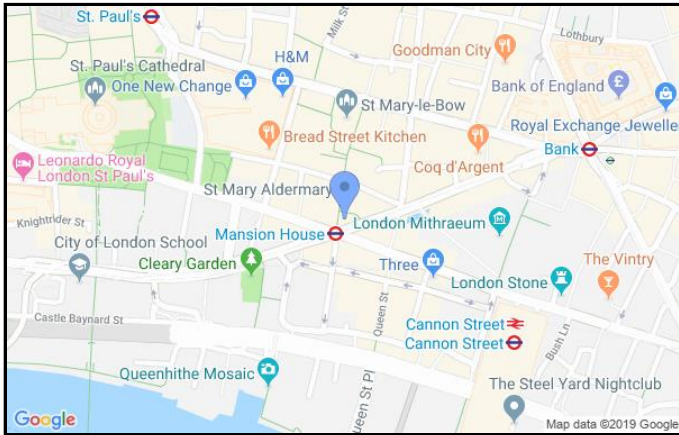 St. Paul's
Milk St
Goodman City
Lothbury
St. Paul's Cathedral
H&M
One New Change
Bank of England
£
St Mary-le-Bow
Royal Exchange Jewelle
Bread Street Kitchen
Bank
Leonardo Royal
London St Paul's
Coq d'Argent
St Mary Aldermary
Knightrider St
London Mithraeum
City of London School
Mansion House
Cleary Garden
Three
The Vintry
London Stone
Queen St
Castle Baynard St
Cannon Street
Cannon Street
Bush Ln
Queenhithe Mosaic
Queen St Pl
The Steel Yard Nightclub
Google
Map data ©2019 Google